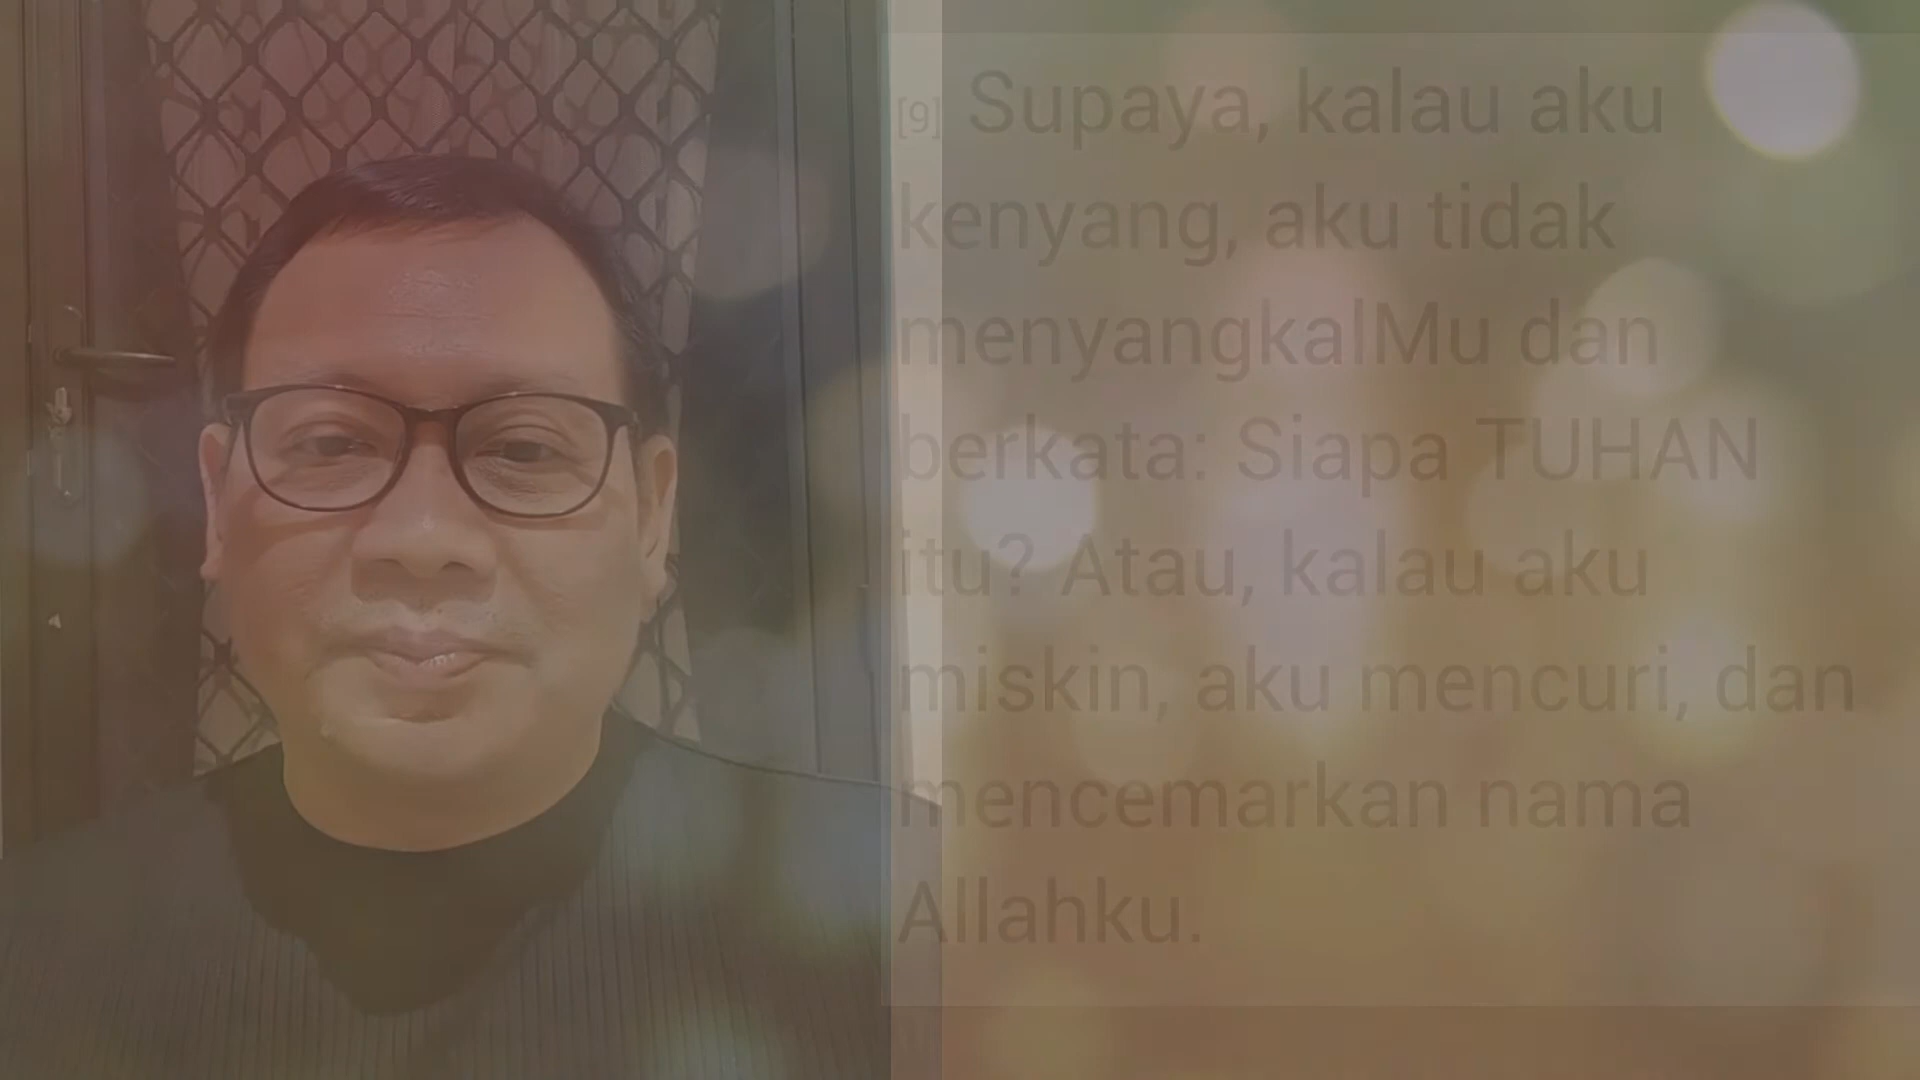 [9] Supaya, kalau aku
kenyang, aku tidak
menyangkalMu dan
berkata: Siapa TUHAN
itu? Atau, kalau aku
miskin, aku mencuri, dan
mencemarkan nama
Allahku.